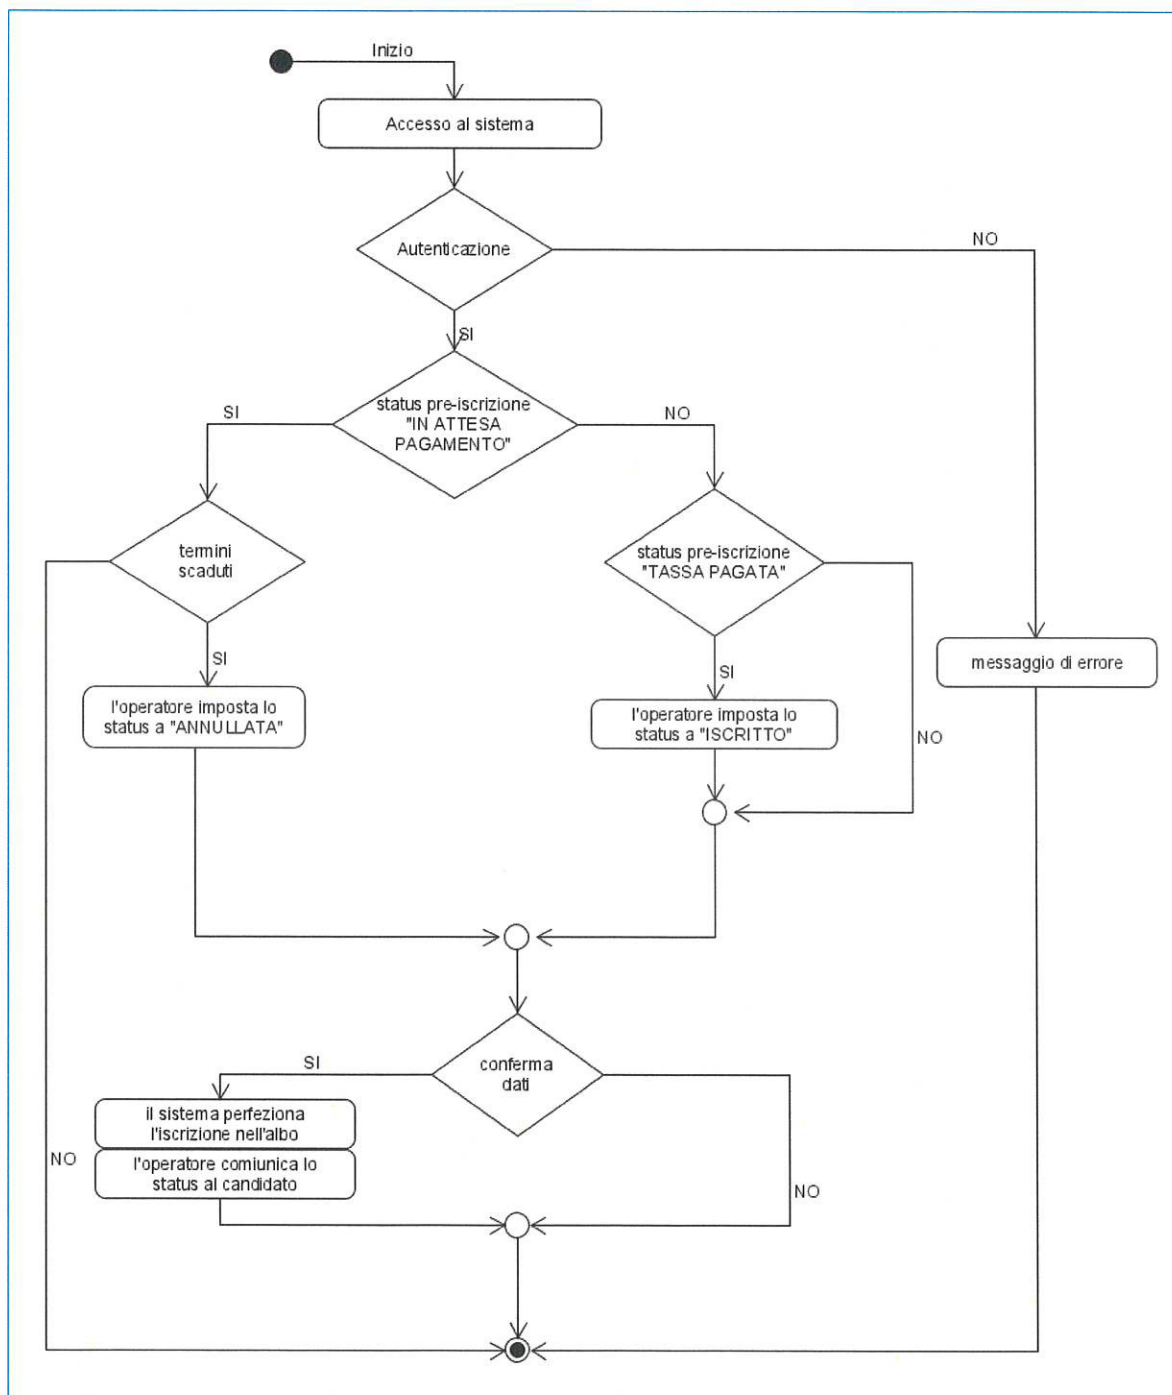 Inizio
Accesso al sistema
Autenticazione
NO
SI
status pre-iscrizione
"IN ATTESA
PAGAMENTO"
SI
NO
termini
scaduti
status pre-iscrizione
"TASSA PAGATA"
SI
SI
messaggio di errore
l'operatore imposta lo
status a "ANNULLATA"
l'operatore imposta lo
status a "ISCRITTO"
NO
conferma
dati
SI
il sistema perfeziona
l'iscrizione nell'albo
NO
l'operatore comiunica lo
status al candidato
NO